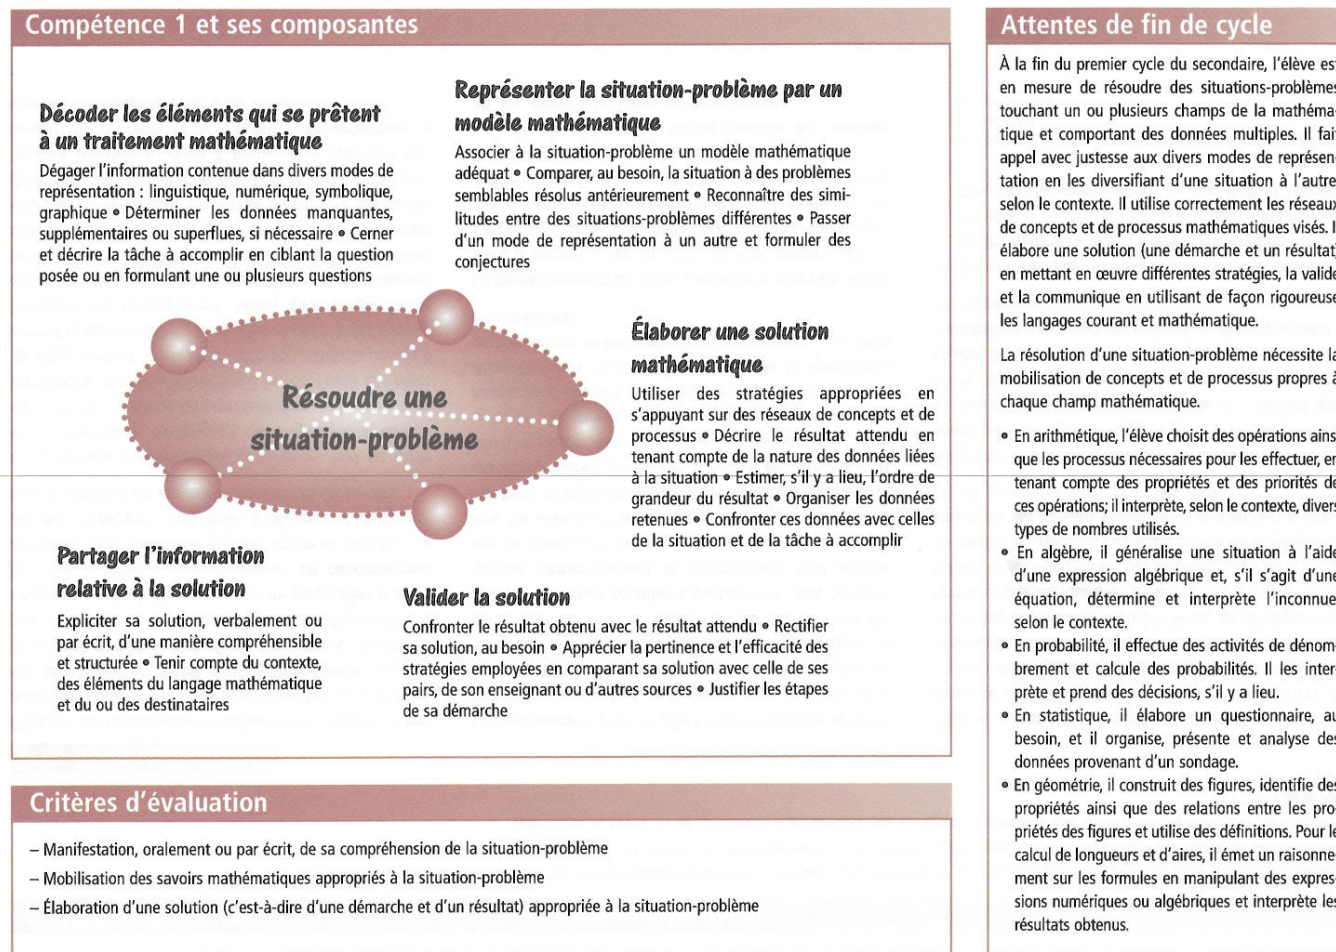 Compétence 1 et ses composantes
Décoder les éléments qui se prêtent
à un traitement mathématique
Dégager l'information contenue dans divers modes de
représentation : linguistique, numérique, symbolique,
graphique • Déterminer les données manquantes,
supplémentaires ou superflues, si nécessaire • Cerner
et décrire la tâche à accomplir en ciblant la question
posée ou en formulant une ou plusieurs questions
Représenter la situation-problème par un
modèle mathématique
Associer à la situation-problème un modèle mathématique
adéquat • Comparer, au besoin, la situation à des problèmes
semblables résolus antérieurement • Reconnaître des simi-
litudes entre des situations-problèmes différentes • Passer
d'un mode de représentation à un autre et formuler des
conjectures
Résoudre une
situation-problème
Élaborer une solution
mathématique
Utiliser des stratégies appropriées en
s'appuyant sur des réseaux de concepts et de
processus • Décrire le résultat attendu en
tenant compte de la nature des données liées
à la situation • Estimer, s'il y a lieu, l'ordre de
grandeur du résultat • Organiser les données
retenues • Confronter ces données avec celles
de la situation et de la tâche à accomplir
Partager l'information
relative à la solution
Expliciter sa solution, verbalement ou
par écrit, d'une manière compréhensible
et structurée • Tenir compte du contexte,
des éléments du langage mathématique
et du ou des destinataires
Valider la solution
Confronter le résultat obtenu avec le résultat attendu • Rectifier
sa solution, au besoin • Apprécier la pertinence et l'efficacité des
stratégies employées en comparant sa solution avec celle de ses
pairs, de son enseignant ou d'autres sources • Justifier les étapes
de sa démarche
Critères d'évaluation
– Manifestation, oralement ou par écrit, de sa compréhension de la situation-problème
– Mobilisation des savoirs mathématiques appropriés à la situation-problème
– Élaboration d'une solution (c'est-à-dire d'une démarche et d'un résultat) appropriée à la situation-problème
Attentes de fin de cycle
À la fin du premier cycle du secondaire, l'élève est
en mesure de résoudre des situations-problèmes
touchant un ou plusieurs champs de la mathéma-
tique et comportant des données multiples. Il fait
appel avec justesse aux divers modes de représen-
tation en les diversifiant d'une situation à l'autre
selon le contexte. Il utilise correctement les réseaux
de concepts et de processus mathématiques visés. I
élabore une solution (une démarche et un résultat)
en mettant en œuvre différentes stratégies, la valide
et la communique en utilisant de façon rigoureuse
les langages courant et mathématique.
La résolution d'une situation-problème nécessite la
mobilisation de concepts et de processus propres à
chaque champ mathématique.
• En arithmétique, l'élève choisit des opérations ains
que les processus nécessaires pour les effectuer, en
tenant compte des propriétés et des priorités de
ces opérations; il interprète, selon le contexte, divers
types de nombres utilisés.
• En algèbre, il généralise une situation à l'aide
d'une expression algébrique et, s'il s'agit d'une
équation, détermine et interprète l'inconnue
selon le contexte.
• En probabilité, il effectue des activités de dénom-
brement et calcule des probabilités. Il les inter-
prète et prend des décisions, s'il y a lieu.
• En statistique, il élabore un questionnaire, au
besoin, et il organise, présente et analyse des
données provenant d'un sondage.
• En géométrie, il construit des figures, identifie des
propriétés ainsi que des relations entre les pro-
priétés des figures et utilise des définitions. Pour le
calcul de longueurs et d'aires, il émet un raisonne-
ment sur les formules en manipulant des expres-
sions numériques ou algébriques et interprète les
résultats obtenus.